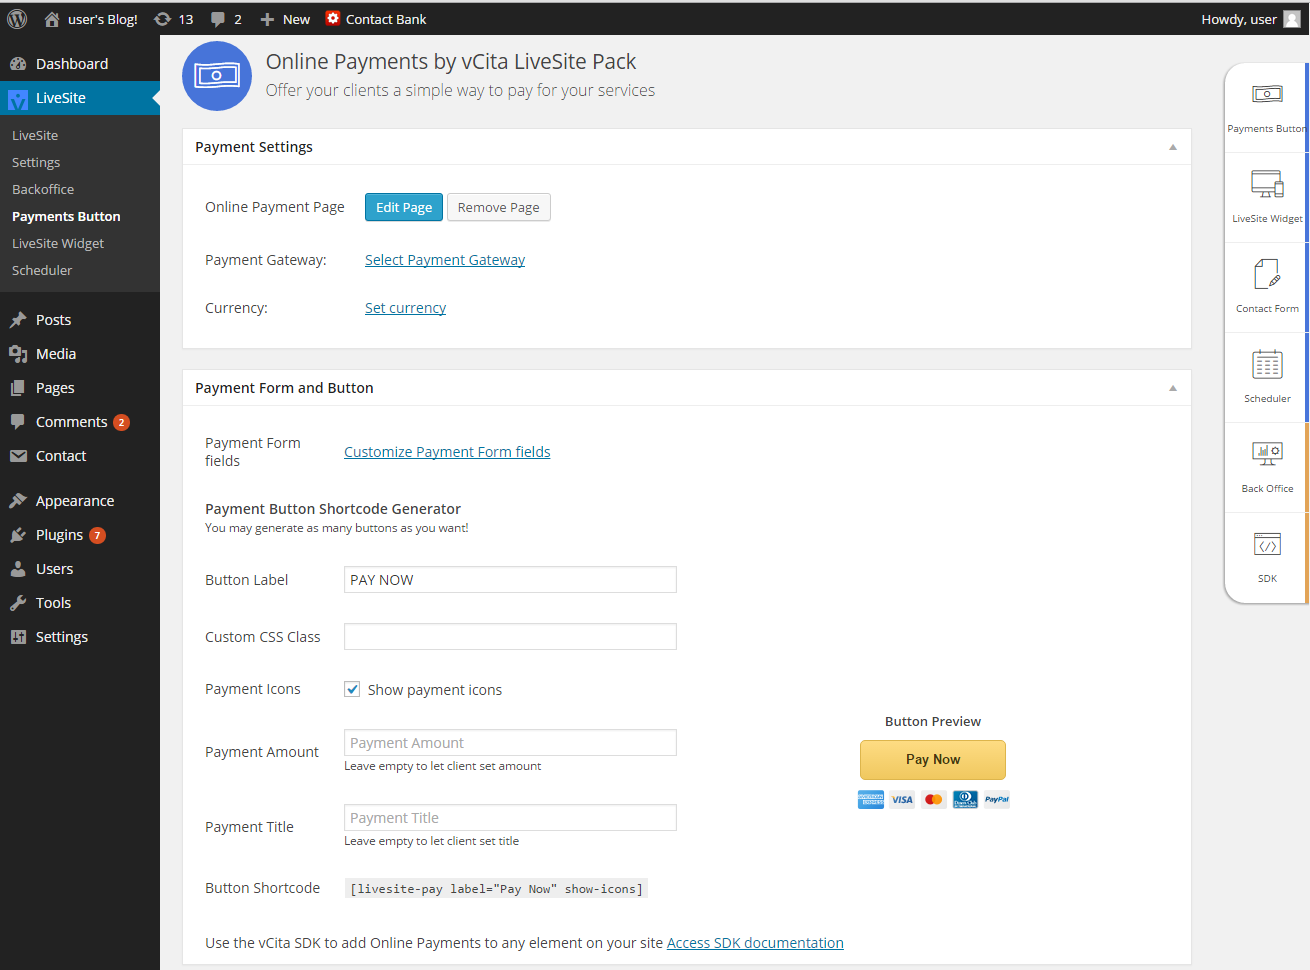 user's Blog!
13
2
New
Contact Bank
Howdy, user
Dashboard
LiveSite
LiveSite
Settings
Backoffice
Payments Button
LiveSite Widget
Scheduler
Posts
Media
Pages
Comments 2
Contact
Appearance
Plugins 7
Users
Tools
Settings
Online Payments by vCita LiveSite Pack
Offer your clients a simple way to pay for your services
Payment Settings
Online Payment Page
Edit Page
Remove Page
Payment Gateway:
Select Payment Gateway
Currency:
Set currency
Payment Form and Button
Payment Form
fields
Customize Payment Form fields
Payment Button Shortcode Generator
You may generate as many buttons as you want!
Button Label
PAY NOW
Custom CSS Class
Payment Icons
Show payment icons
Payment Amount
Payment Amount
Leave empty to let client set amount
Payment Title
Payment Title
Leave empty to let client set title
Button Shortcode
[livesite-pay label="Pay Now" show-icons]
Use the vCita SDK to add Online Payments to any element on your site Access SDK documentation
Button Preview
Pay Now
VISA
PayPal
Payments Button
LiveSite Widget
Contact Form
Scheduler
Back Office
SDK